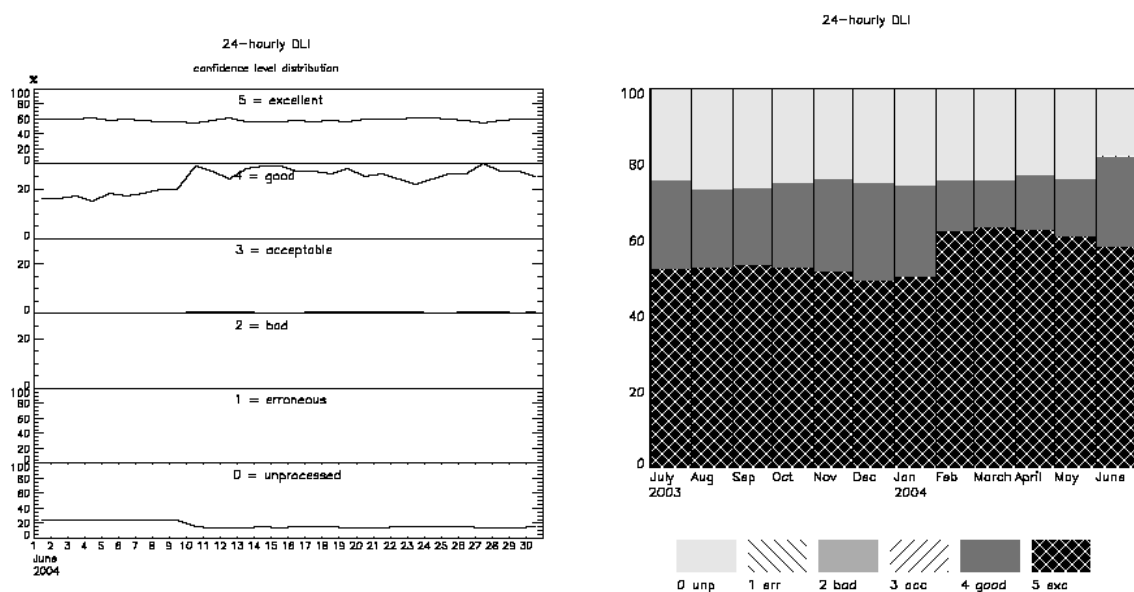 24-hourly DLI
confidence level distribution
%
100
80
60
40
20
0
5 = excellent
20
0
4 = good
20
0
3 = acceptable
20
0
2 = bad
100
80
60
40
20
0
1 = erroneous
100
80
60
40
20
0
0 = unprocessed
1 2 3 4 5 6 7 8 9 10 11 12 13 14 15 16 17 18 19 20 21 22 23 24 25 26 27 28 29 30
June
2004
24-hourly DLI
100
80
60
40
20
0
July Aug Sep Oct Nov Dec Jan Feb March April May June
2003 2004
0 unp 1 err 2 bad 3 acc 4 good 5 exc